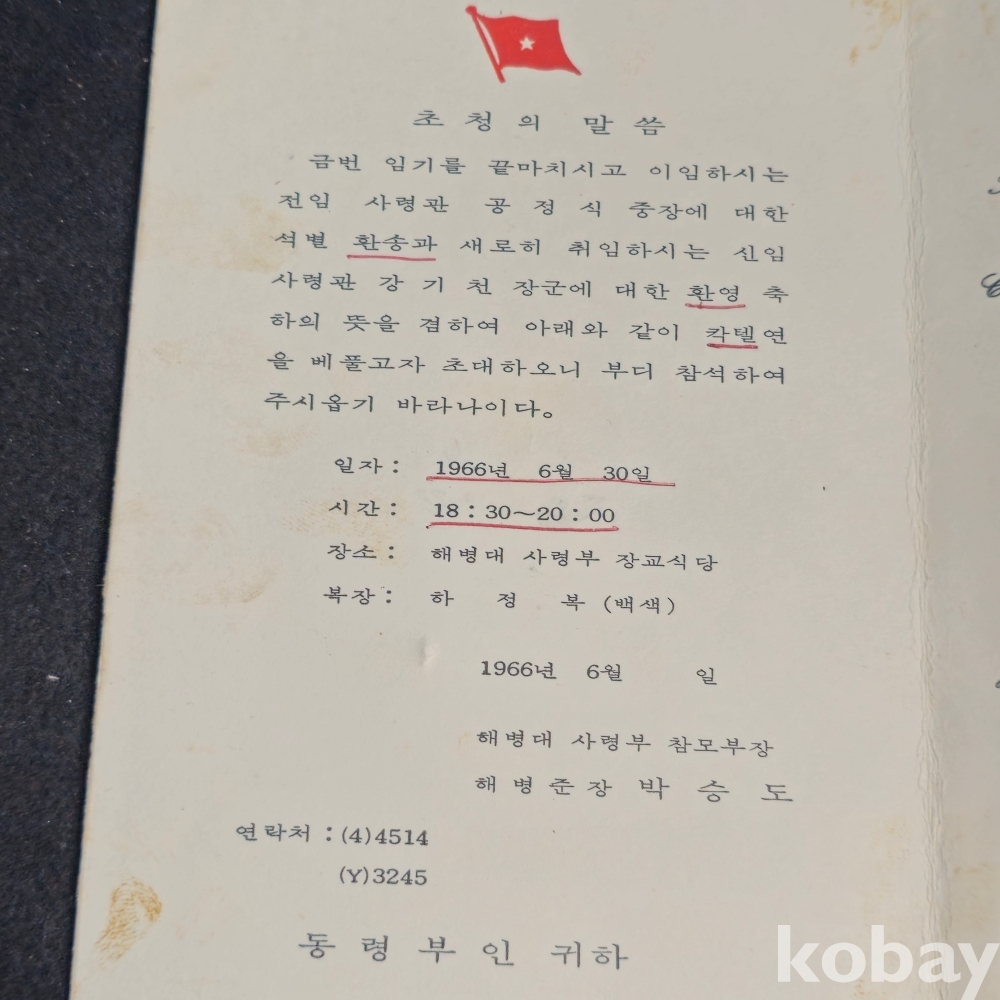 초청의 말씀
금번 임기를 끝마치시고 이임하시는
전임 사령관 공정식 중장에 대한
석별 환송과 새로히 취임하시는 신임
사령관 강기천 장군에 대한 환영 축
하의 뜻을 겸하여 아래와 같이 칵텔연
을 베풀고자 초대하오니 부디 참석하여
주시옵기 바라나이다.
일자: 1966년 6월 30일
시간: 18:30~20:00
장소: 해병대 사령부 장교식당
복장: 하 정 복 (백색)
1966년 6월 일
해병대 사령부 참모부장
해병준장 박 승 도
연락처: (4)4514
(Y)3245
동 령 부 인 귀하
kobay